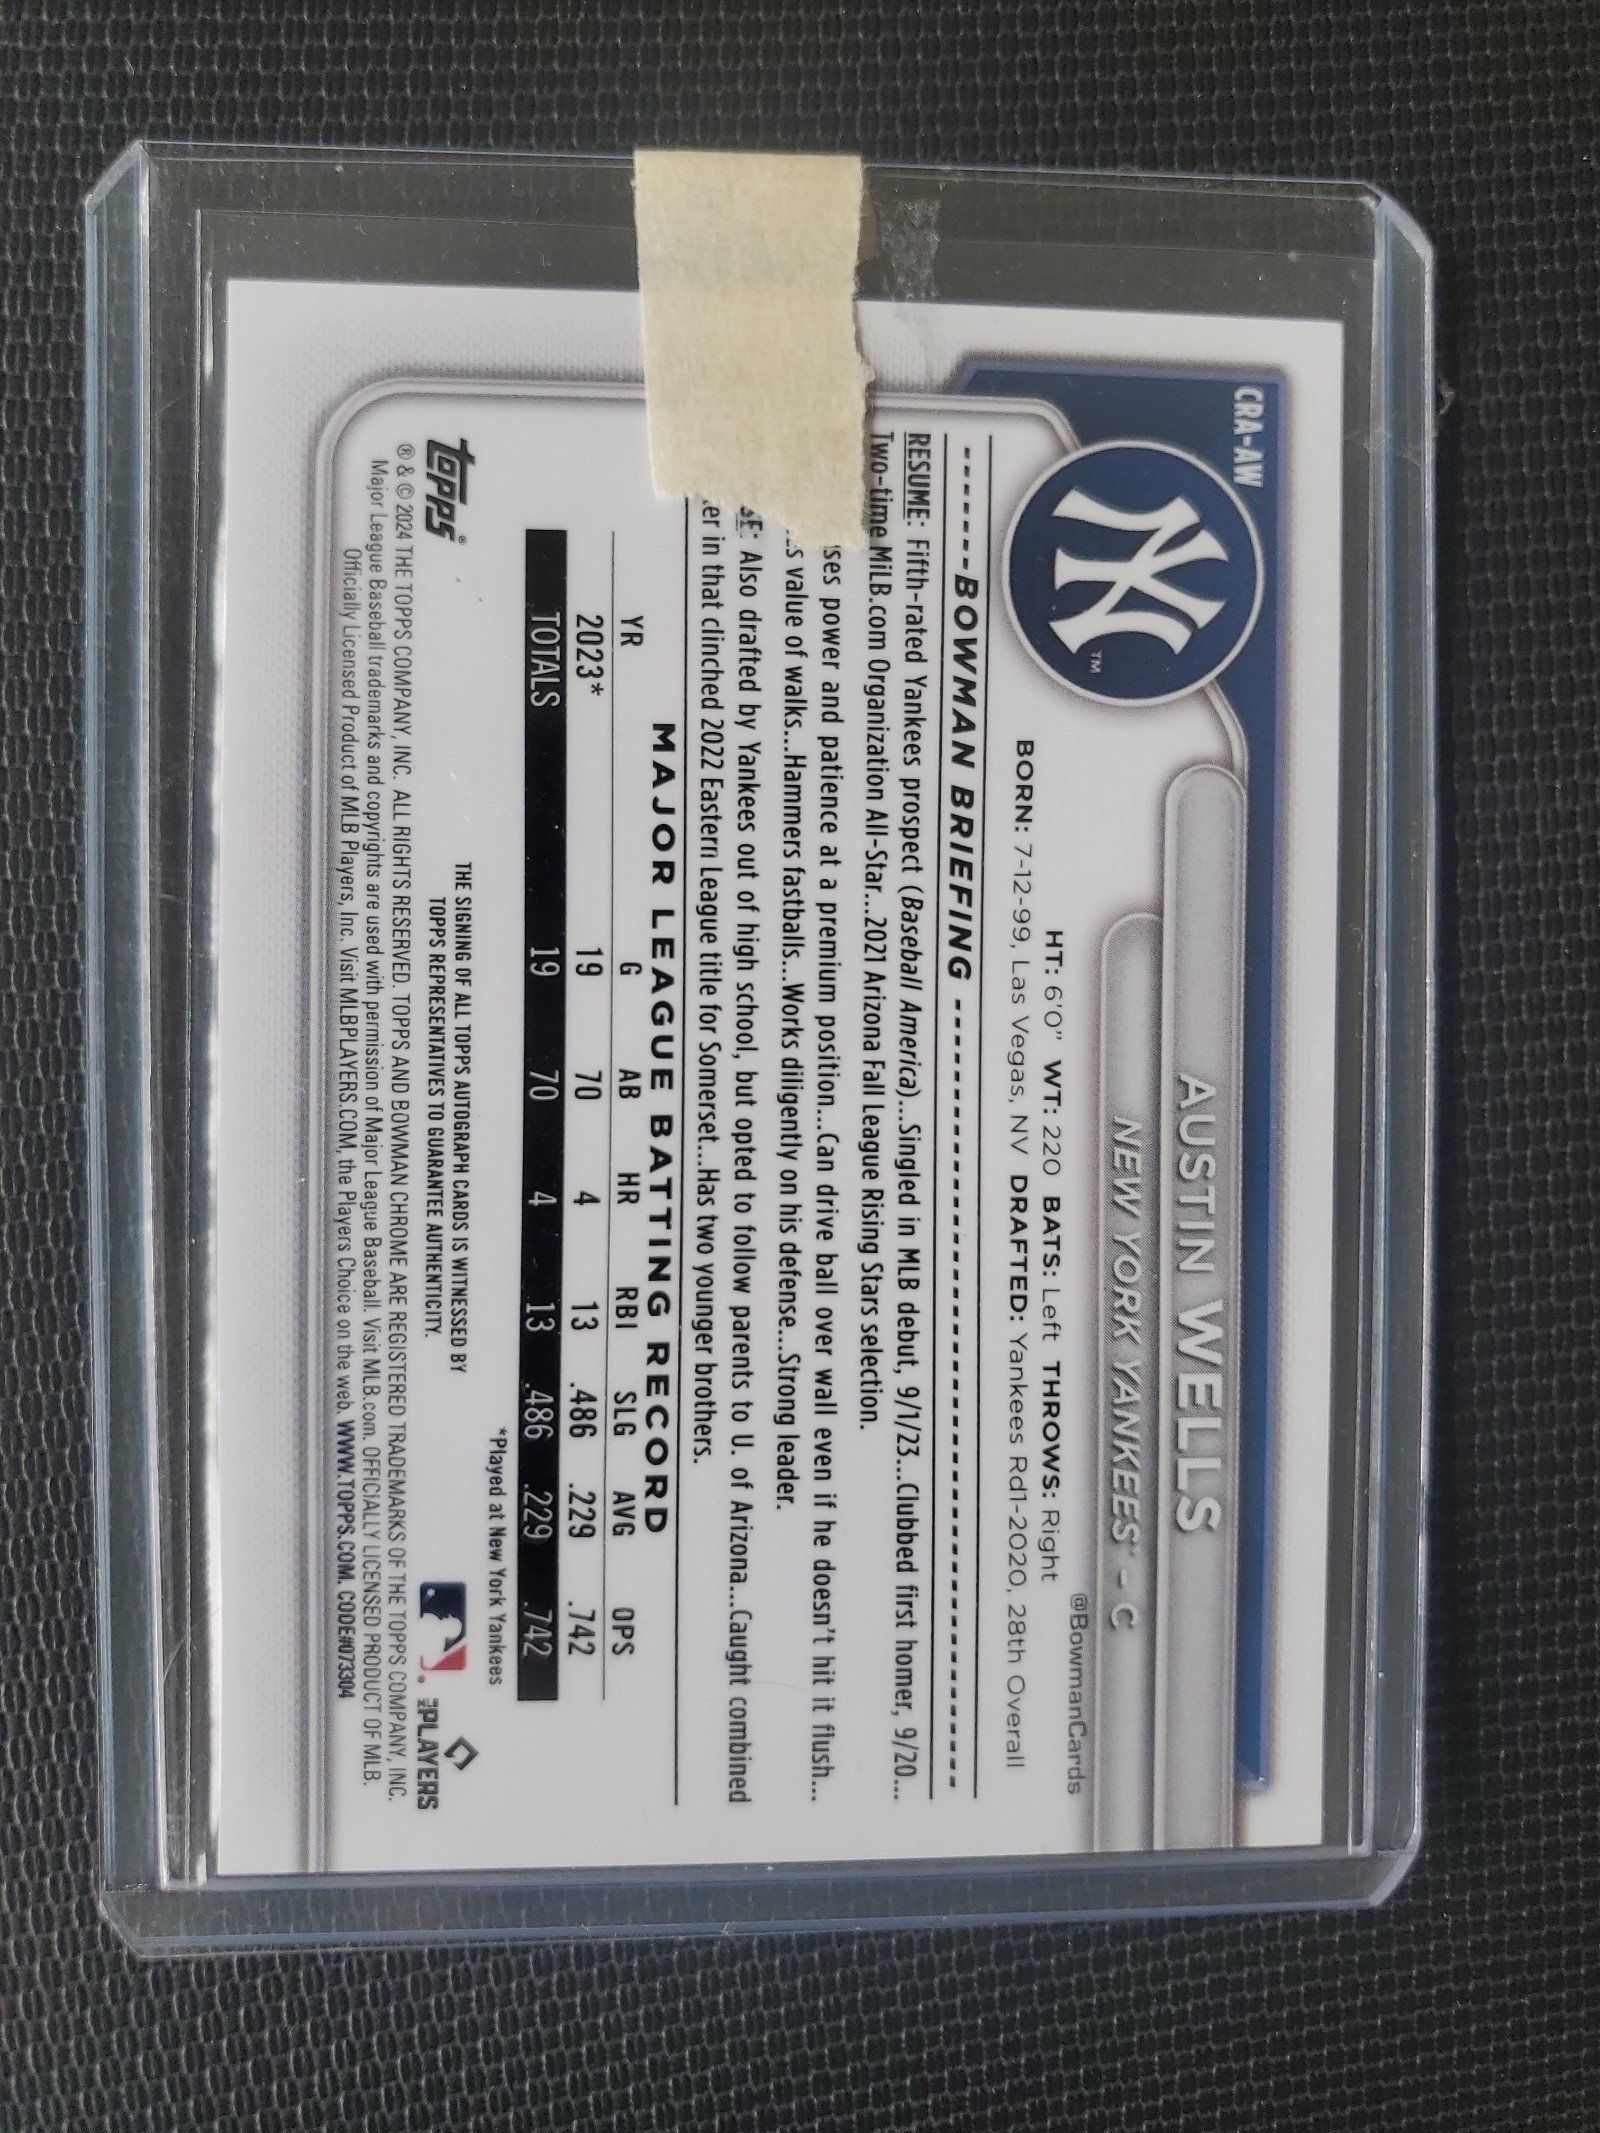 CRA-AW
AUSTIN WELLS
NEW YORK YANKEES™ - C
@BowmanCards
NY
TM
HT: 6'0" WT: 220 BATS: Left THROWS: Right
BORN: 7-12-99, Las Vegas, NV DRAFTED: Yankees Rd1-2020, 28th Overall
-----BOWMAN BRIEFING--------------------
RESUME: Fifth-rated Yankees prospect (Baseball America)...Singled in MLB debut, 9/1/23...Clubbed first homer, 9/20...
Two-time MiLB.com Organization All-Star...2021 Arizona Fall League Rising Stars selection.
power and patience at a premium position...Can drive ball over wall even if he doesn't hit it flush...
value of walks...Hammers fastballs...Works diligently on his defense...Strong leader.
Also drafted by Yankees out of high school, but opted to follow parents to U. of Arizona...Caught combined
in that clinched 2022 Eastern League title for Somerset...Has two younger brothers.
MAJOR LEAGUE BATTING RECORD
YR G AB HR RBI SLG AVG OPS
2023* 19 70 4 13 .486 .229 .742
TOTALS 19 70 4 13 .486 .229 .742
*Played at New York Yankees
THE SIGNING OF ALL TOPPS AUTOGRAPH CARDS IS WITNESSED BY
TOPPS REPRESENTATIVES TO GUARANTEE AUTHENTICITY.
topps®
MLB PLAYERS
® & © 2024 THE TOPPS COMPANY, INC. ALL RIGHTS RESERVED. TOPPS AND BOWMAN CHROME ARE REGISTERED TRADEMARKS OF THE TOPPS COMPANY, INC.
Major League Baseball trademarks and copyrights are used with permission of Major League Baseball. Visit MLB.com. OFFICIALLY LICENSED PRODUCT OF MLB.
Officially Licensed Product of MLB Players, Inc. Visit MLBPLAYERS.COM, the Players Choice on the web. WWW.TOPPS.COM. CODE#073304